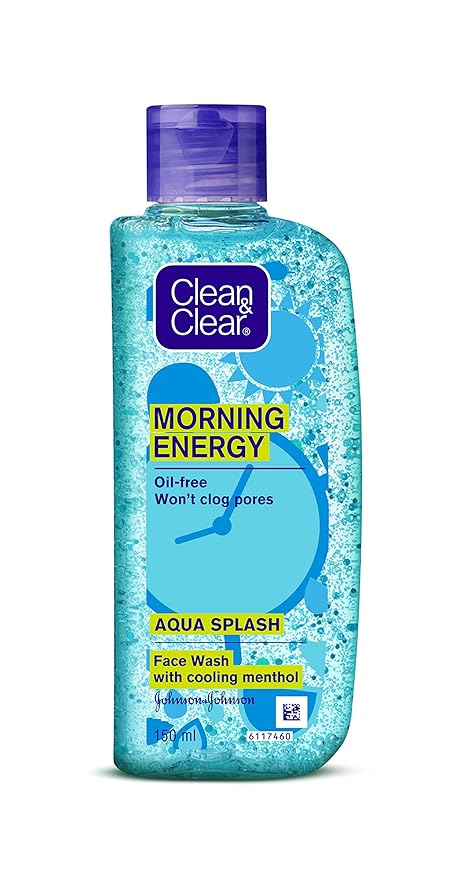 Clean
&
Clear®
MORNING
ENERGY
Oil-free
Won't clog pores
AQUA SPLASH
Face Wash
with cooling menthol
Johnson & Johnson
150 ml
6117460